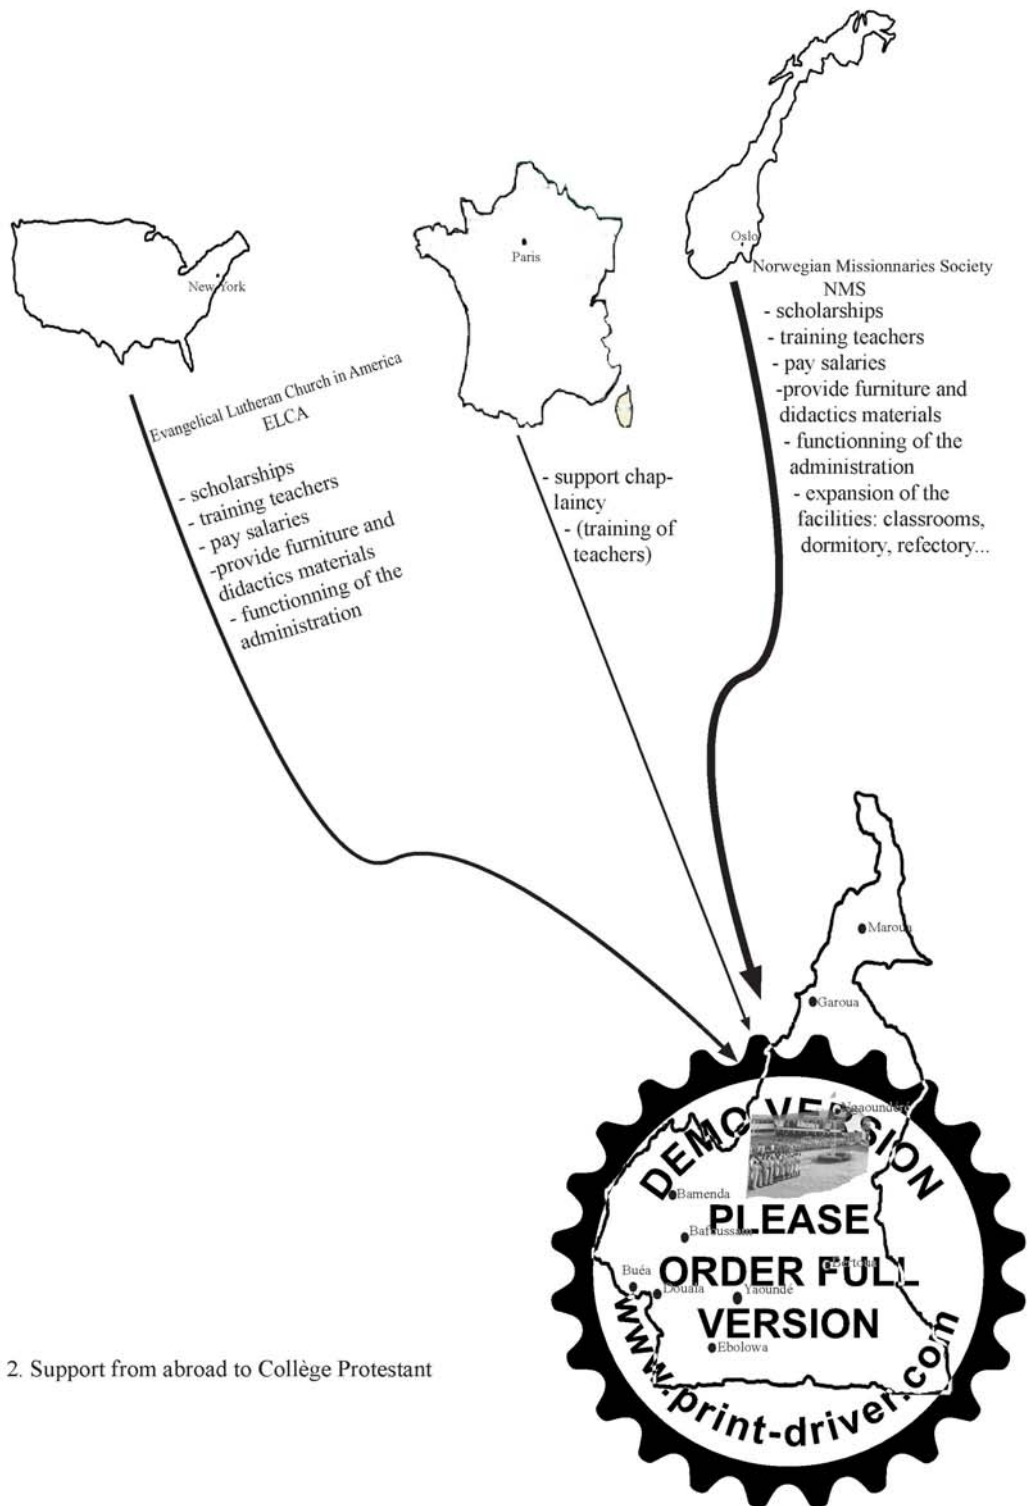 Oslo
Paris
New York
Norwegian Missionnaries Society
NMS
- scholarships
- training teachers
- pay salaries
-provide furniture and
didactics materials
- functionning of the
administration
- expansion of the
facilities: classrooms,
dormitory, refectory...
Evangelical Lutheran Church in America
ELCA
- scholarships
- training teachers
- pay salaries
-provide furniture and
didactics materials
- functionning of the
administration
- support chap-
laincy
- (training of
teachers)
Maroua
Garoua
Ngaoundéré
DEMO VERSION
Bamenda
PLEASE
Bafoussam
Bertoua
Buéa
ORDER FULL
Douala
Yaoundé
VERSION
Ebolowa
www.print-driver.com
2. Support from abroad to Collège Protestant